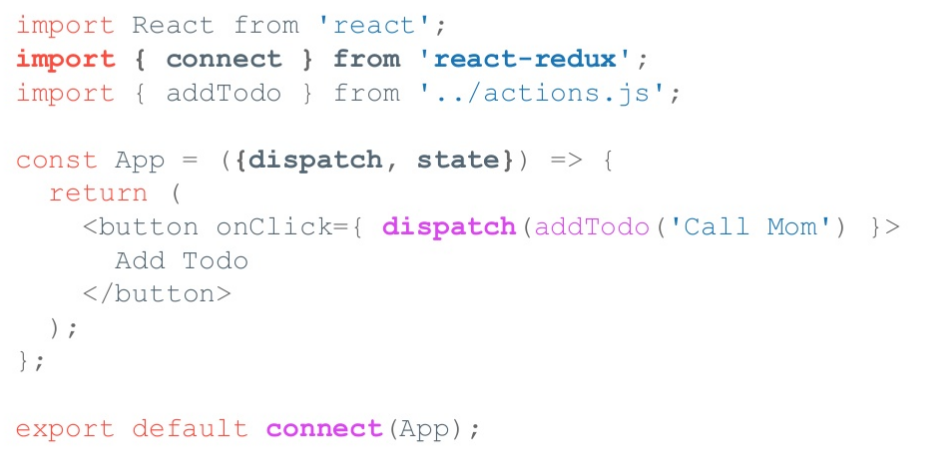 import React from 'react';
import { connect } from 'react-redux';
import { addTodo } from '../actions.js';

const App = ({dispatch, state}) => {
  return (
    <button onClick={ dispatch(addTodo('Call Mom') }>
      Add Todo
    </button>
  );
};

export default connect(App);